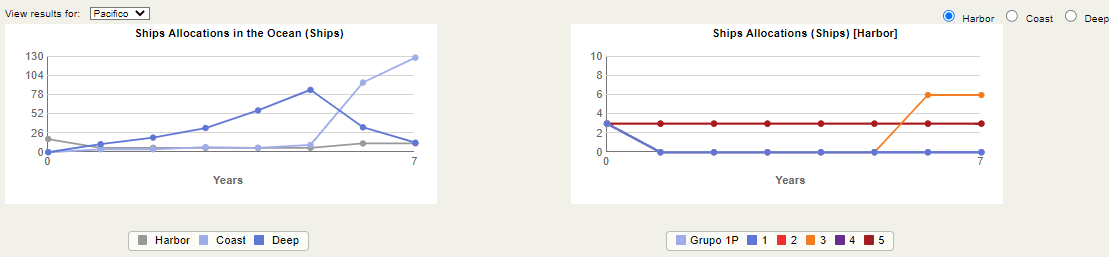 View results for: Pacifico
Harbor Coast Deep
Ships Allocations in the Ocean (Ships)
130
104
78
52
26
0
0 7
Years
Harbor Coast Deep
Ships Allocations (Ships) [Harbor]
10
8
6
4
2
0
0 7
Years
Grupo 1P 1 2 3 4 5